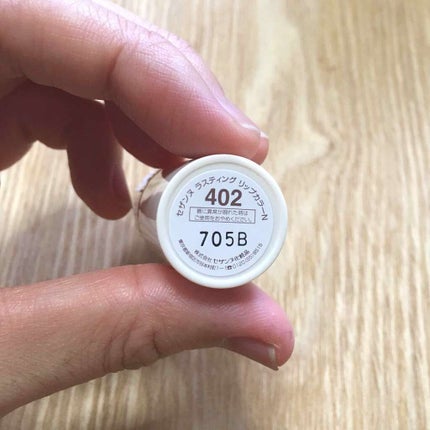 セザンヌ ラスティング リップカラーN
402
肌に異常が現れた時は
ご使用をおやめください。
705B
株式会社セザンヌ化粧品